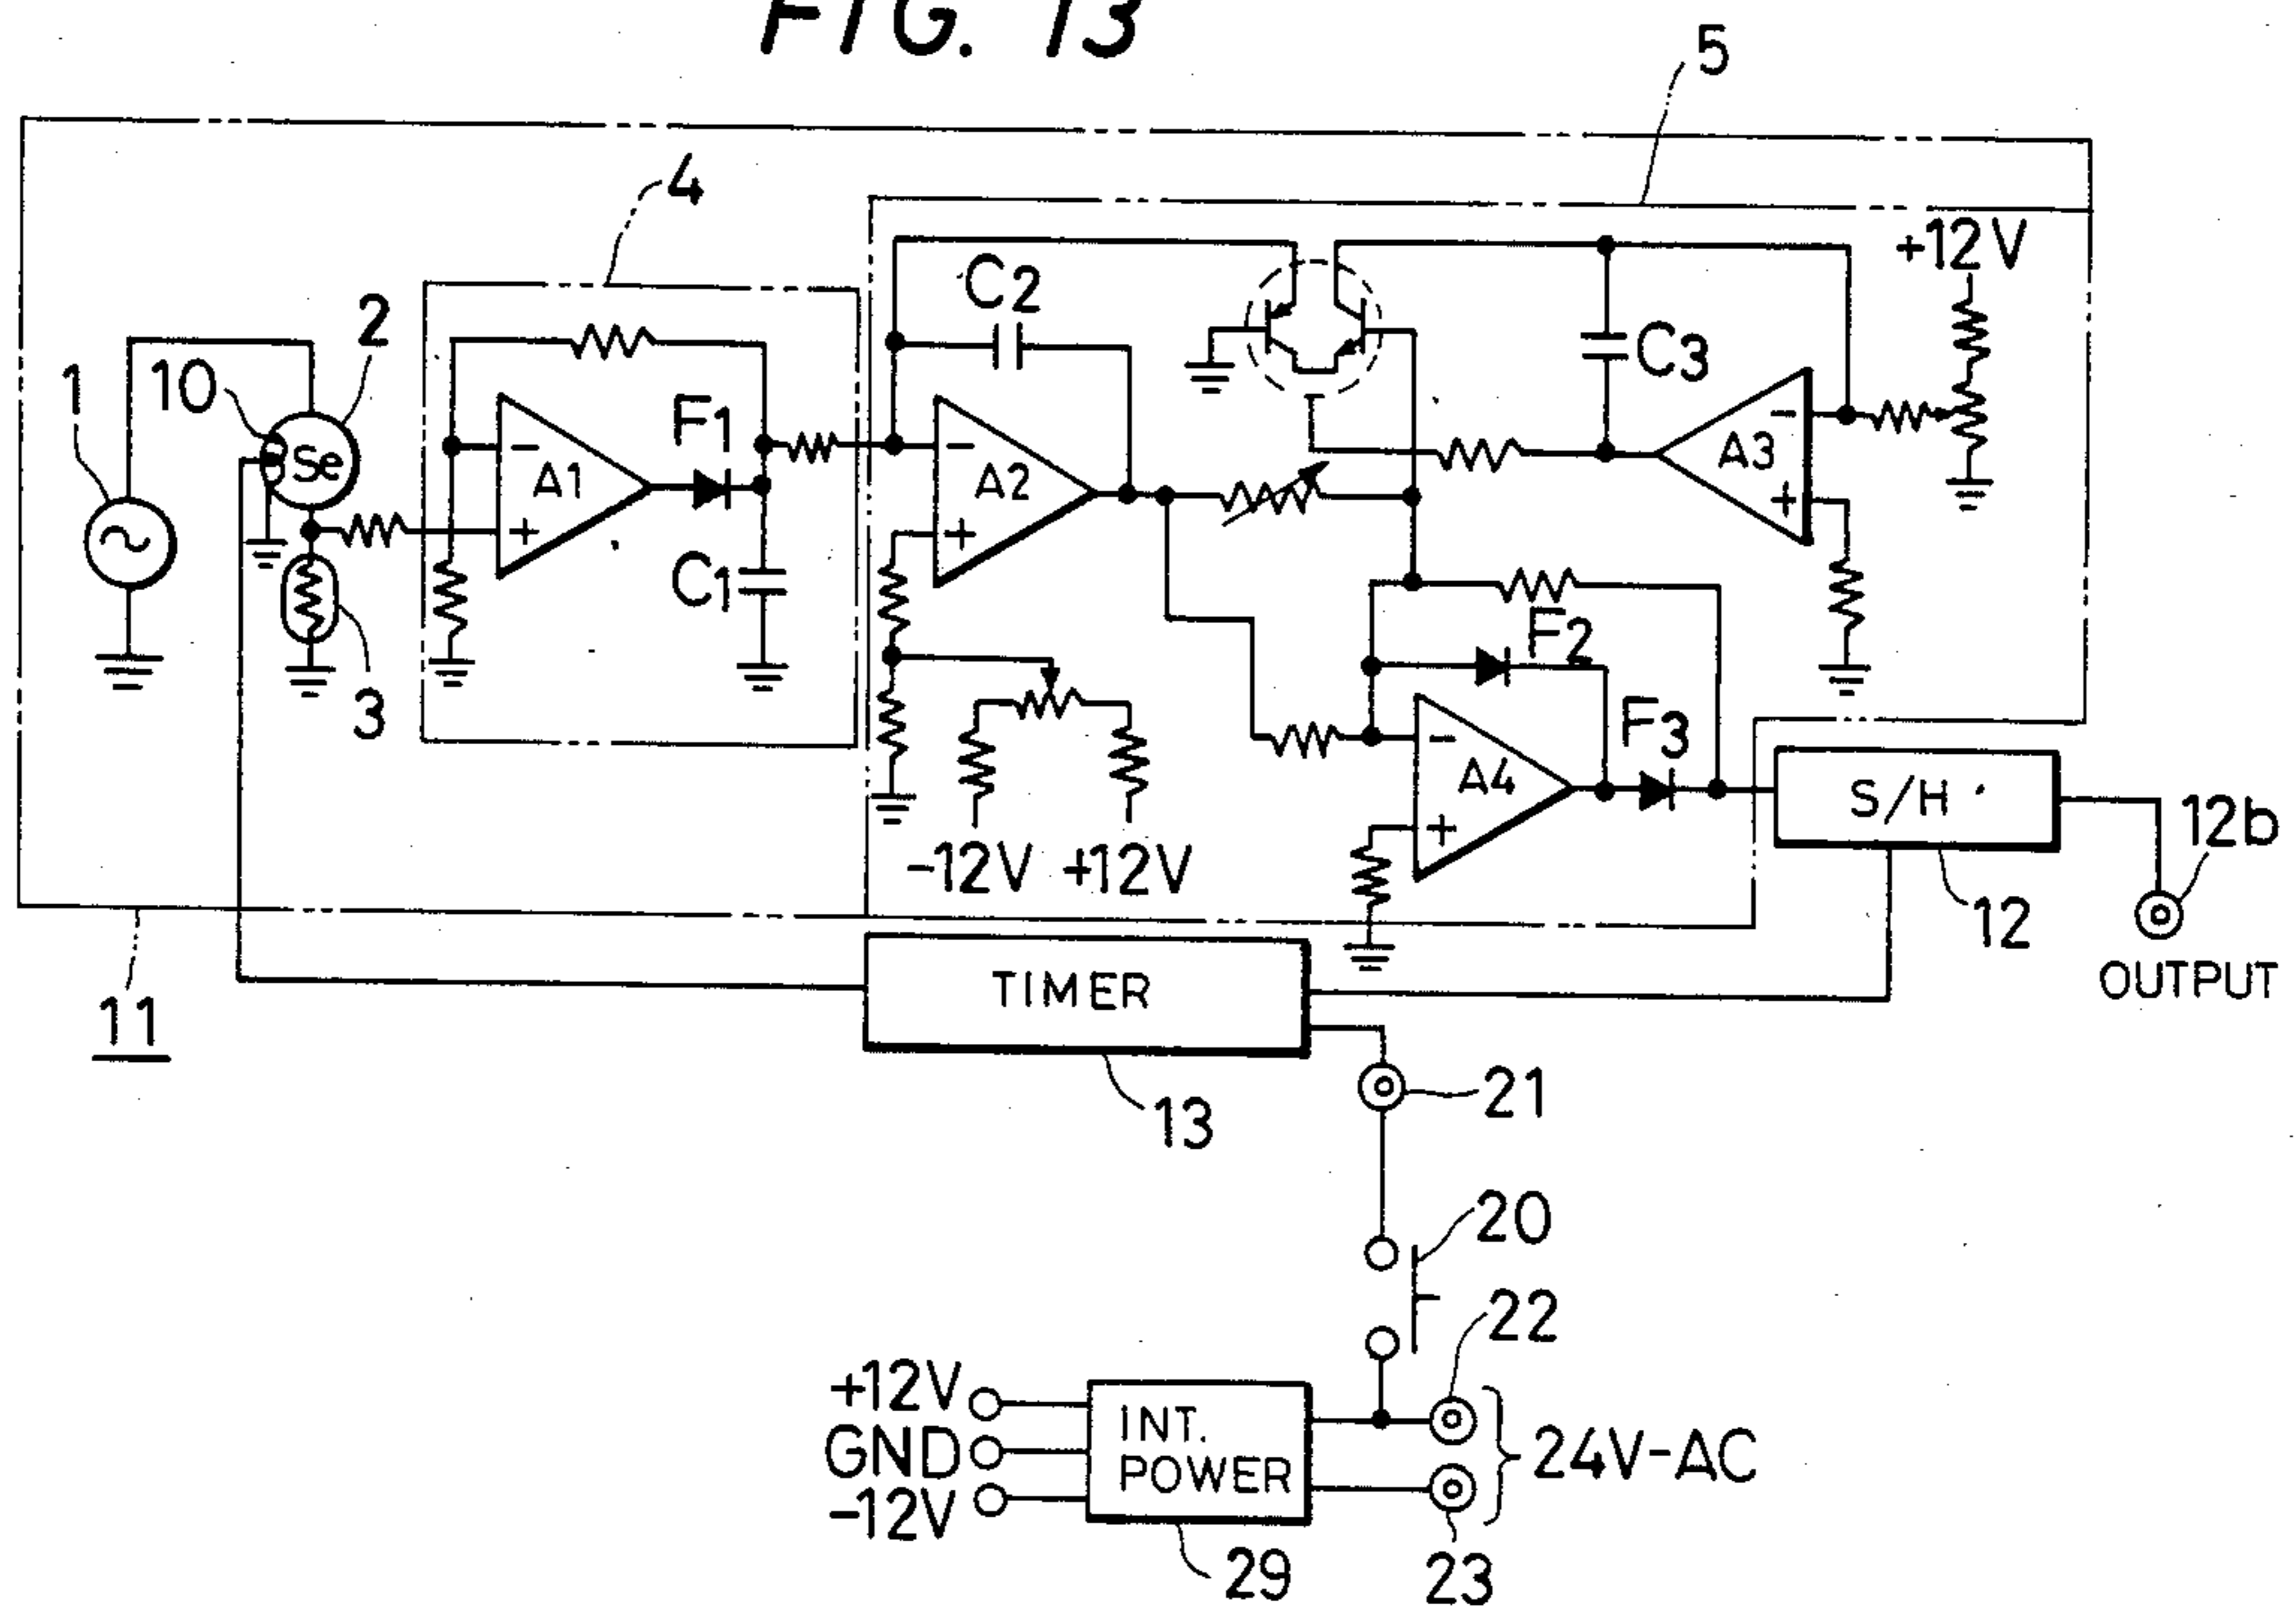 FIG. 13
5
4
+12V
C2
2
10
1
Se
F1
C3
- A1 +
- A2 +
- A3 +
C1
3
F2
F3
- A4 +
S/H
12b
-12V +12V
12
OUTPUT
11
TIMER
13
21
20
22
+12V
GND
-12V
INT.
POWER
24V-AC
29
23